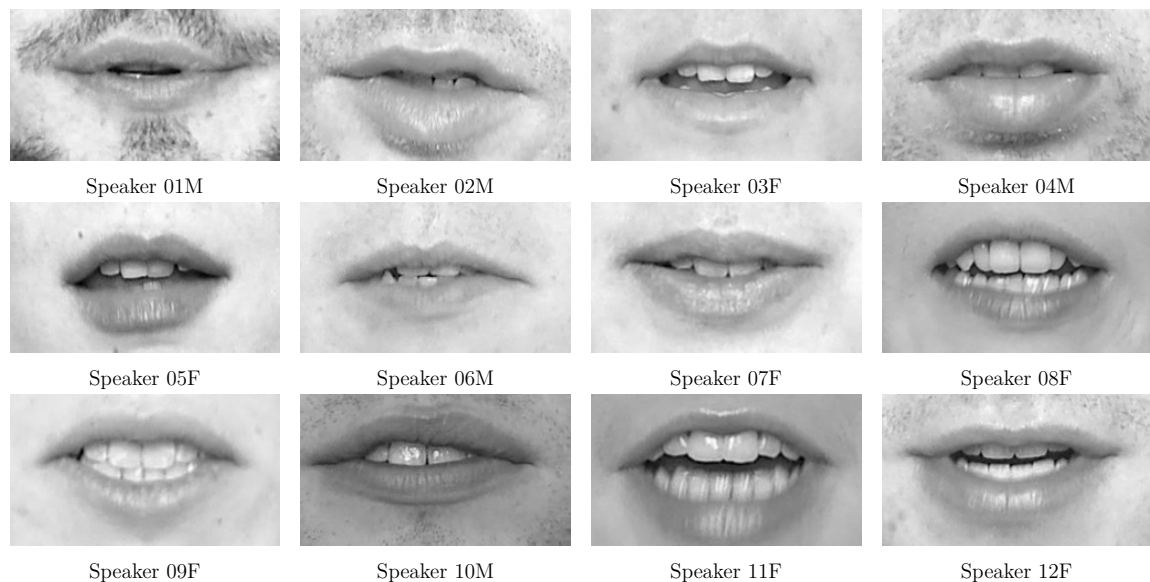 Speaker 01M
Speaker 02M
Speaker 03F
Speaker 04M
Speaker 05F
Speaker 06M
Speaker 07F
Speaker 08F
Speaker 09F
Speaker 10M
Speaker 11F
Speaker 12F